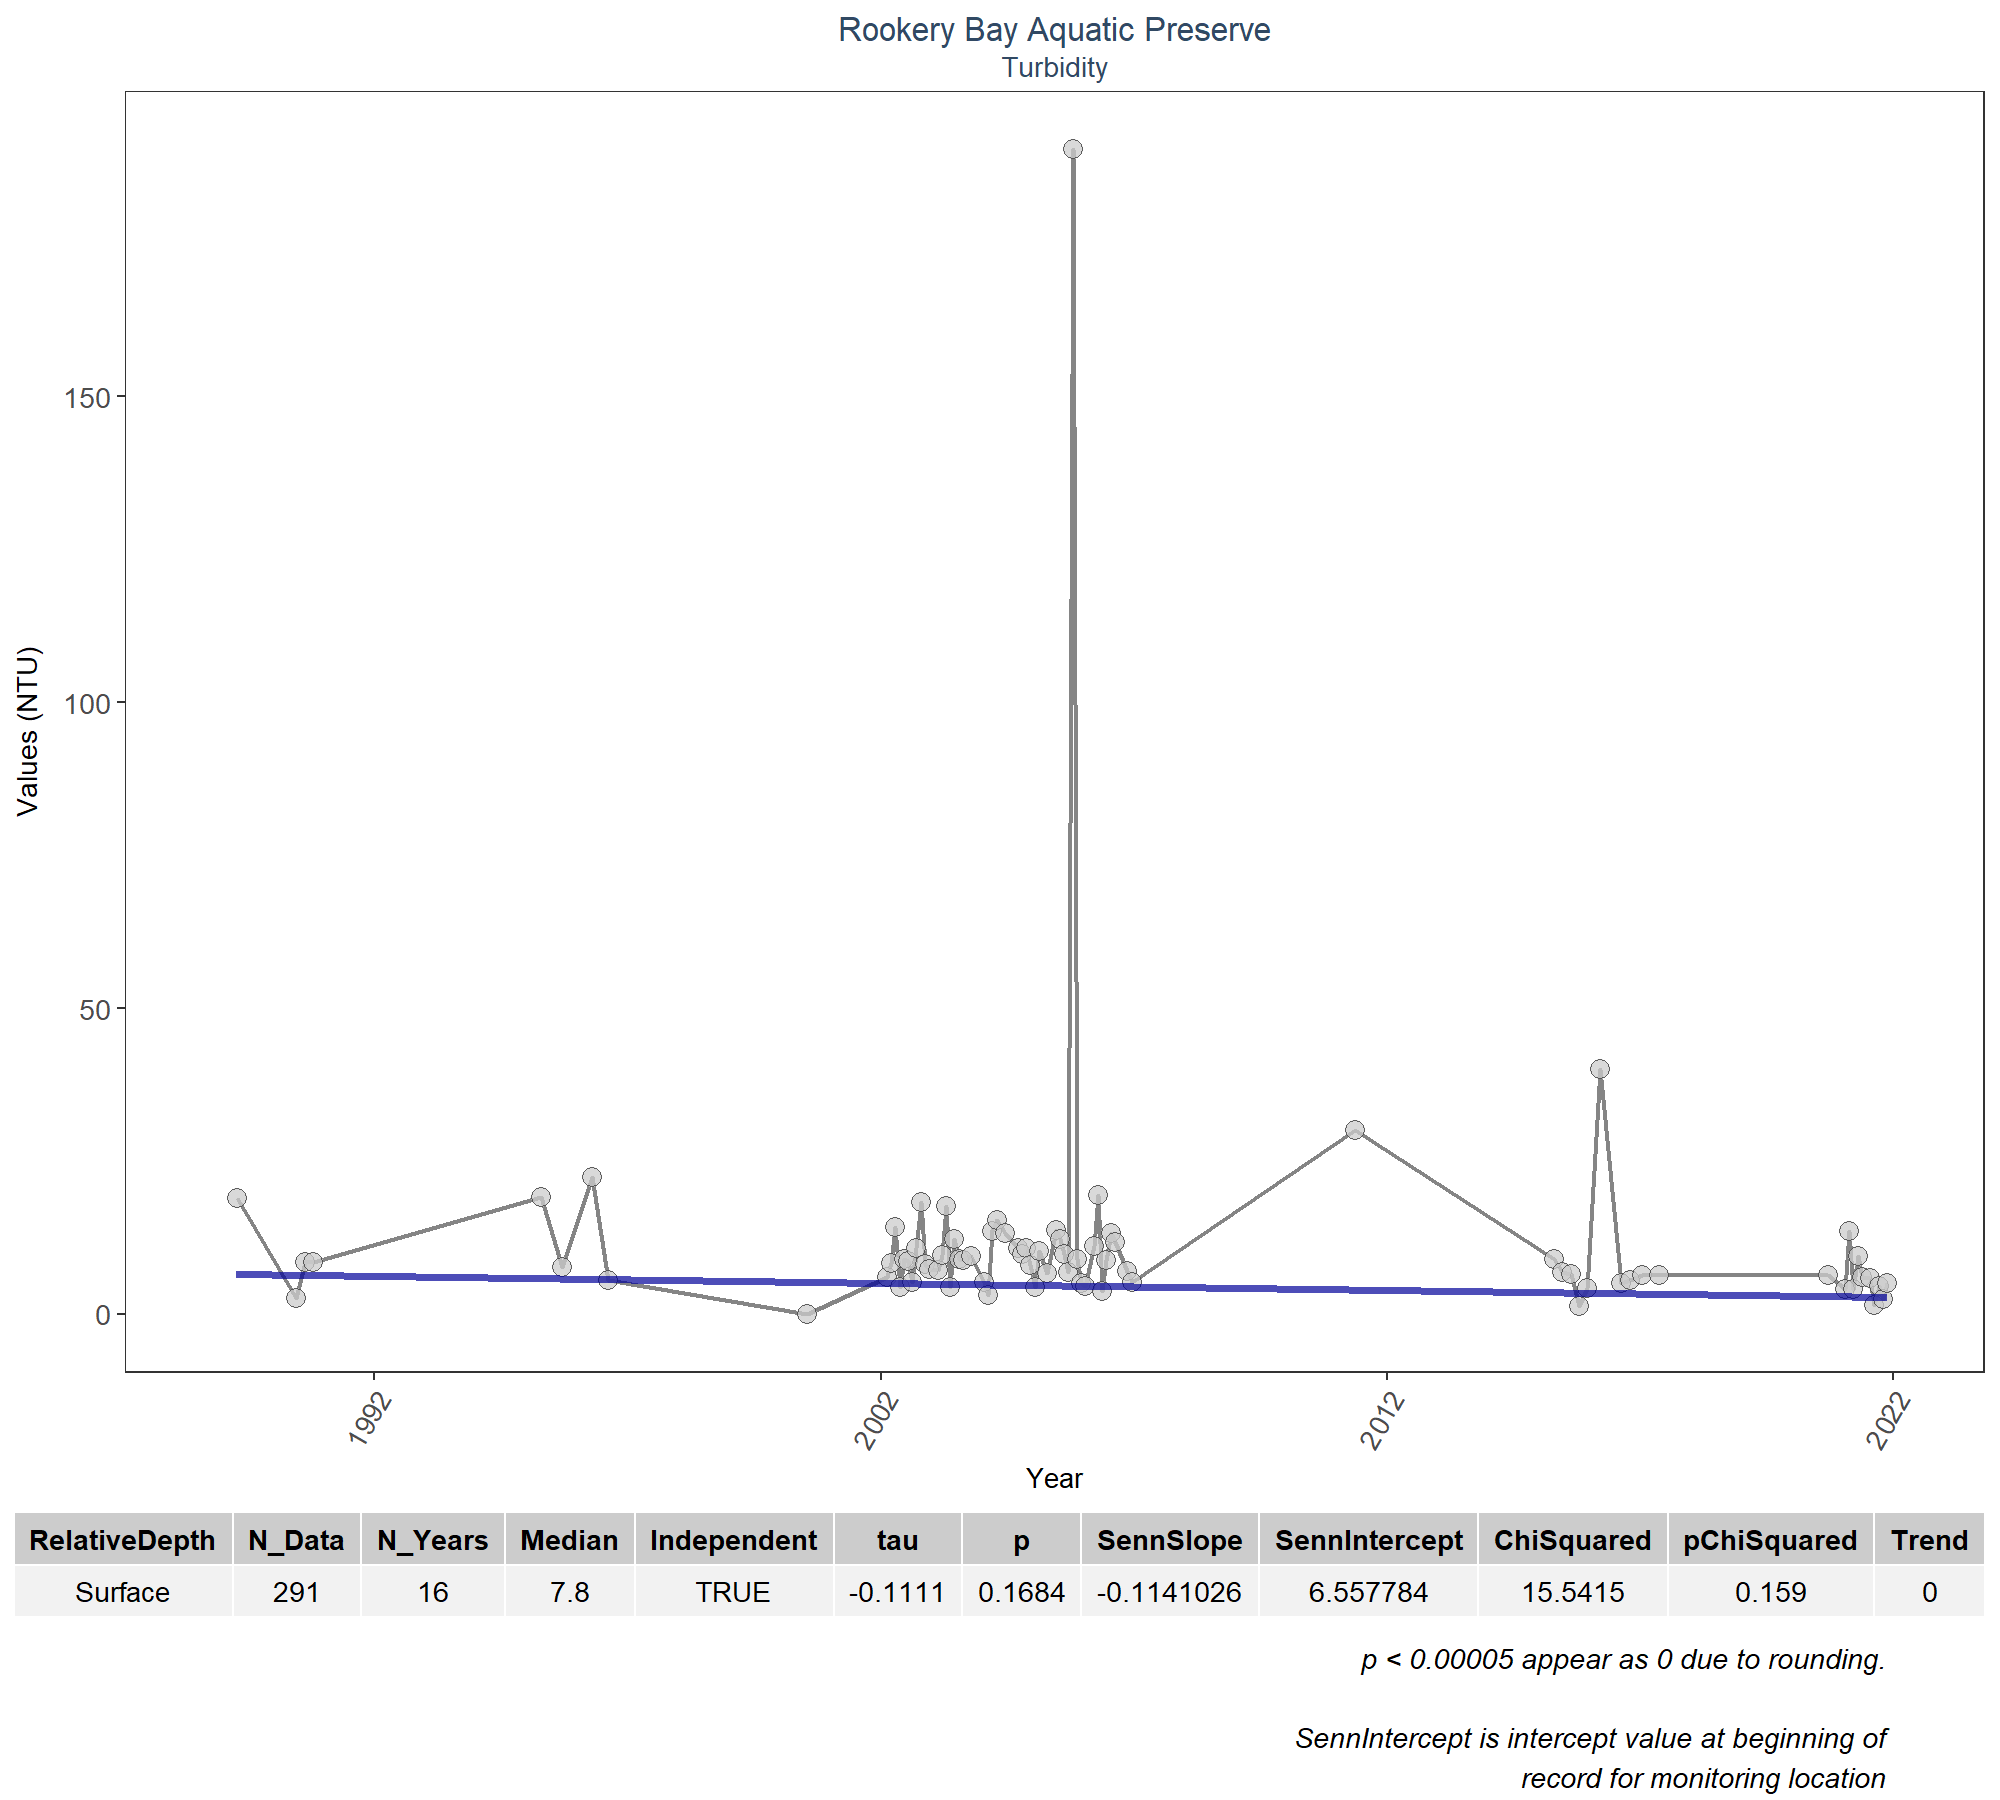 Rookery Bay Aquatic Preserve
Turbidity
Values (NTU)
150
100
50
0
1992
2002
2012
2022
Year
RelativeDepth N_Data N_Years Median Independent tau p SennSlope SennIntercept ChiSquared pChiSquared Trend
Surface 291 16 7.8 TRUE -0.1111 0.1684 -0.1141026 6.557784 15.5415 0.159 0
p < 0.00005 appear as 0 due to rounding.
SennIntercept is intercept value at beginning of
record for monitoring location